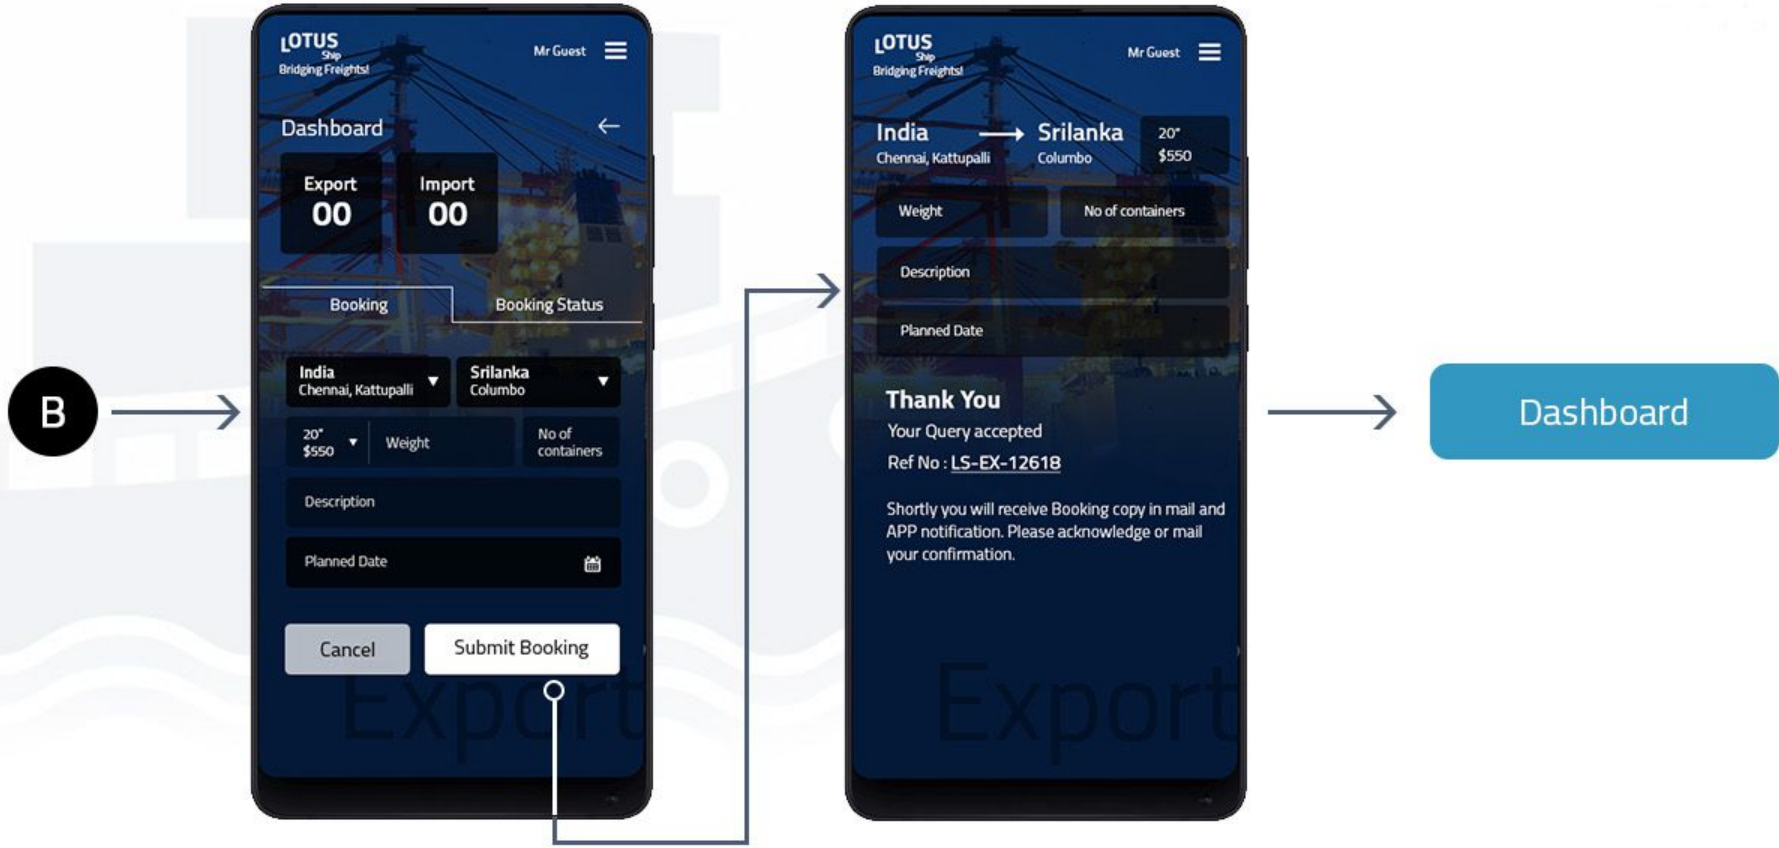 B
LOTUS
Ship
Bridging Freights!
Mr Guest
Dashboard
Export
00
Import
00
Booking
Booking Status
India
Chennai, Kattupalli
Srilanka
Columbo
20"
$550
Weight
No of
containers
Description
Planned Date
Cancel
Submit Booking
Export
LOTUS
Ship
Bridging Freights!
Mr Guest
India
Chennai, Kattupalli
Srilanka
Columbo
20"
$550
Weight
No of containers
Description
Planned Date
Thank You
Your Query accepted
Ref No : LS-EX-12618
Shortly you will receive Booking copy in mail and
APP notification. Please acknowledge or mail
your confirmation.
Export
Dashboard